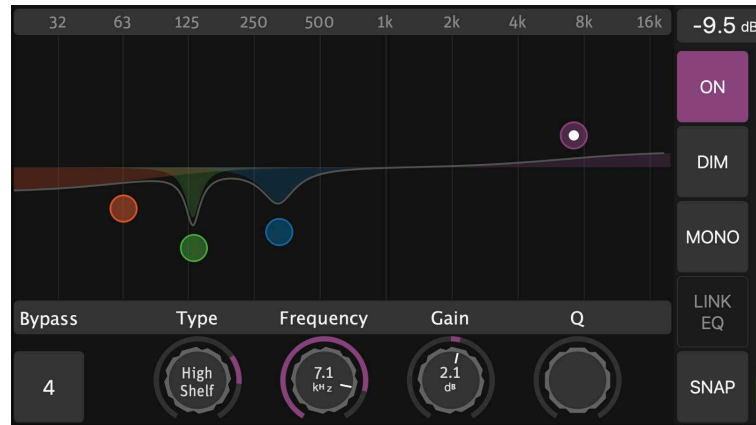 32 63 125 250 500 1k 2k 4k 8k 16k
-9.5 dB
ON
DIM
MONO
LINK
EQ
SNAP
Bypass Type Frequency Gain Q
4
High
Shelf
7.1
kHz
2.1
dB